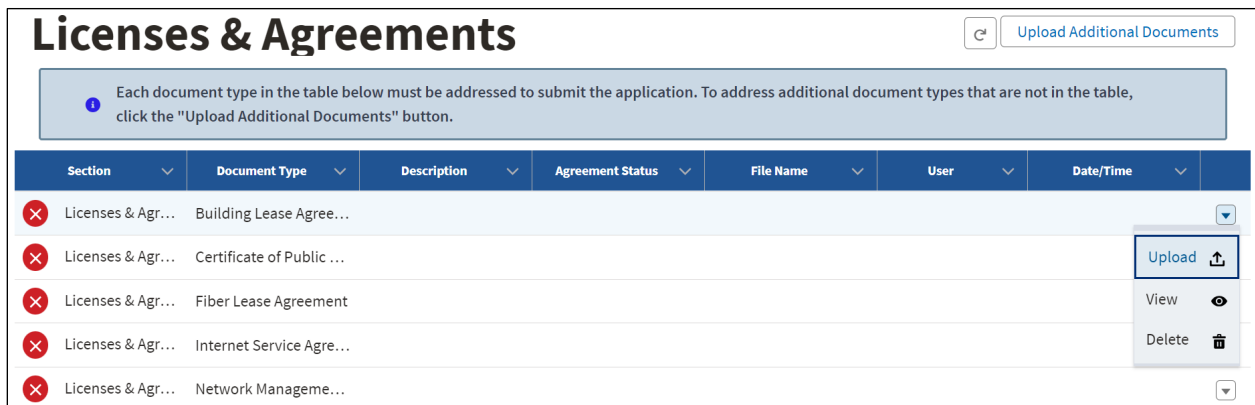 Licenses & Agreements
Upload Additional Documents
Each document type in the table below must be addressed to submit the application. To address additional document types that are not in the table,
click the "Upload Additional Documents" button.
Section Document Type Description Agreement Status File Name User Date/Time
Licenses & Agr... Building Lease Agree...
Licenses & Agr... Certificate of Public ...
Upload
Licenses & Agr... Fiber Lease Agreement
View
Licenses & Agr... Internet Service Agre...
Delete
Licenses & Agr... Network Manageme...